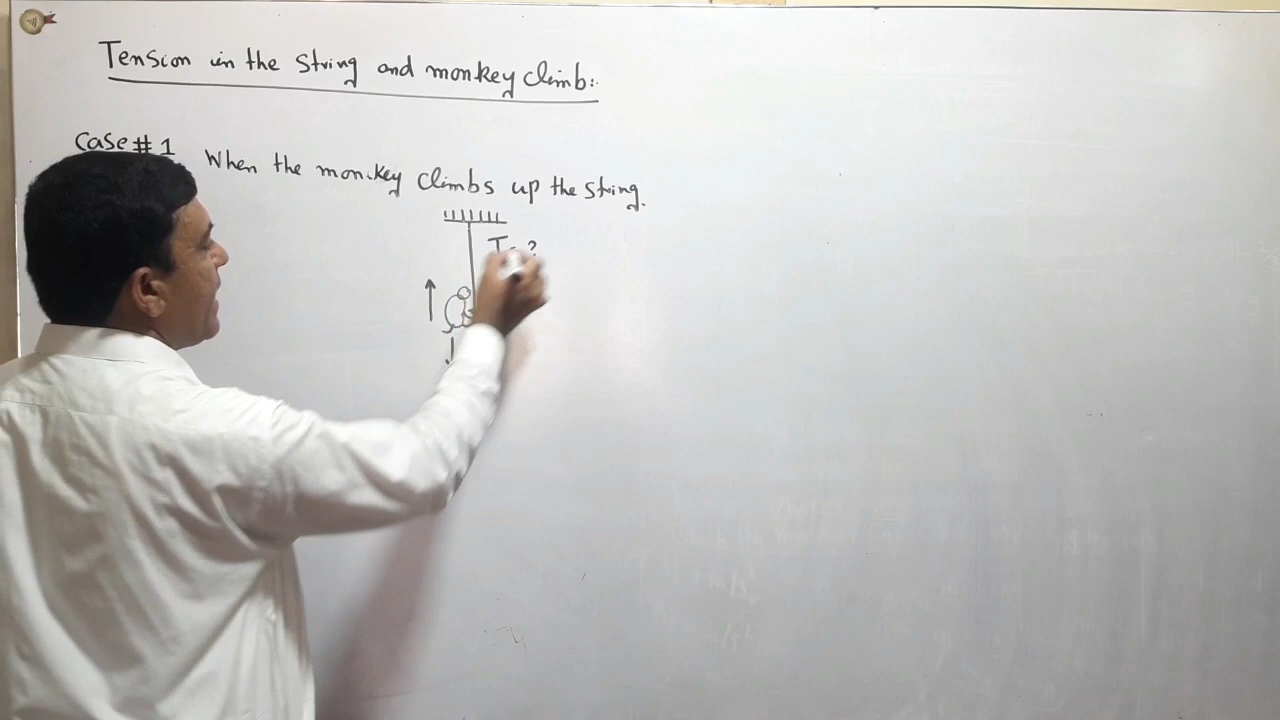 Tension in the string and monkey climb:
Case # 1
When the monkey climbs up the string.
T = ?